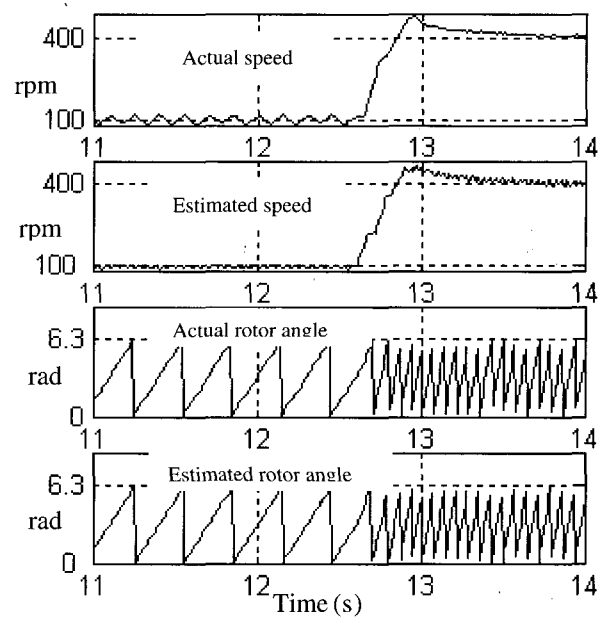 400
Actual speed
rpm
100
11 12 13 14
400
Estimated speed
rpm
100
11 12 13 14
6.3
Actual rotor angle
rad
0
11 12 13 14
6.3
Estimated rotor angle
rad
0
11 12 13 14
Time (s)